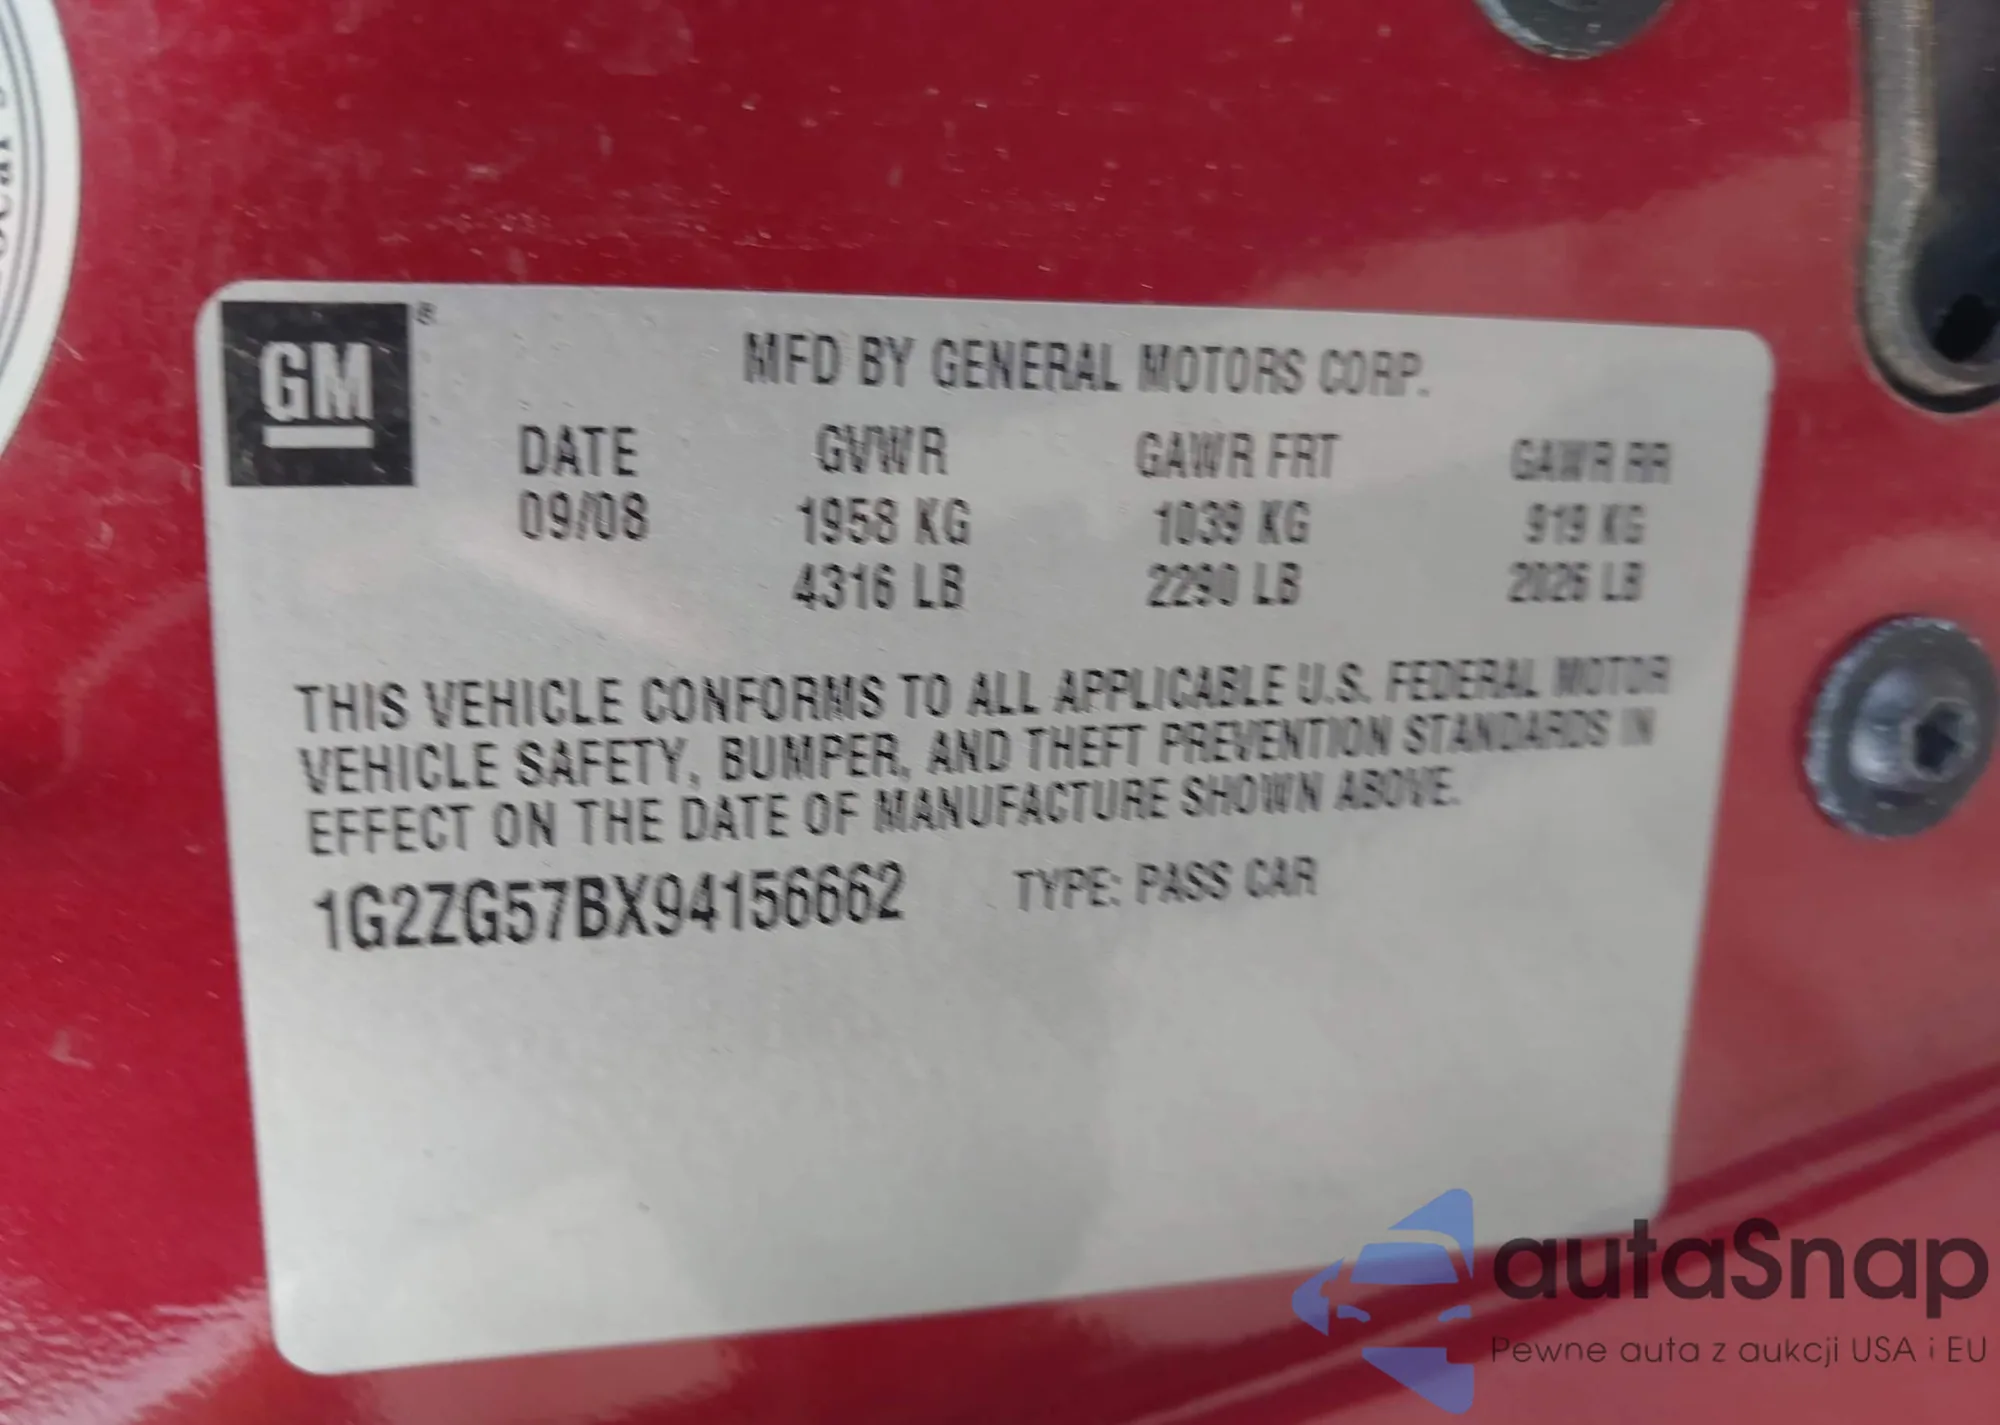 GM
MFD BY GENERAL MOTORS CORP.
DATE GVWR GAWR FRT GAWR RR
09/08 1958 KG 1039 KG 919 KG
4316 LB 2290 LB 2026 LB
THIS VEHICLE CONFORMS TO ALL APPLICABLE U.S. FEDERAL MOTOR
VEHICLE SAFETY, BUMPER, AND THEFT PREVENTION STANDARDS IN
EFFECT ON THE DATE OF MANUFACTURE SHOWN ABOVE.
1G2ZG57BX94156662 TYPE: PASS CAR
autaSnap
Pewne auta z aukcji USA i EU